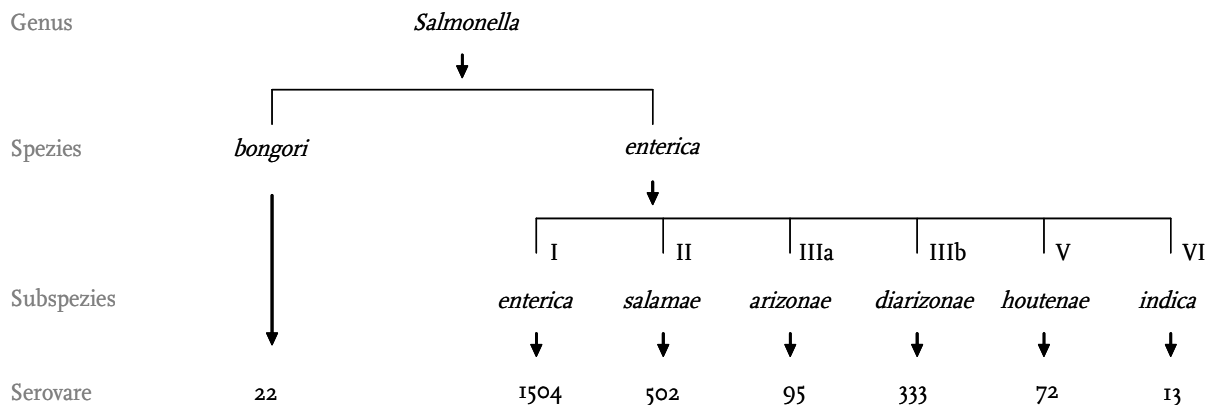 Genus Salmonella
Spezies bongori enterica
I II IIIa IIIb V VI
Subspezies enterica salamae arizonae diarizonae houtenae indica
Serovare 22 1504 502 95 333 72 13